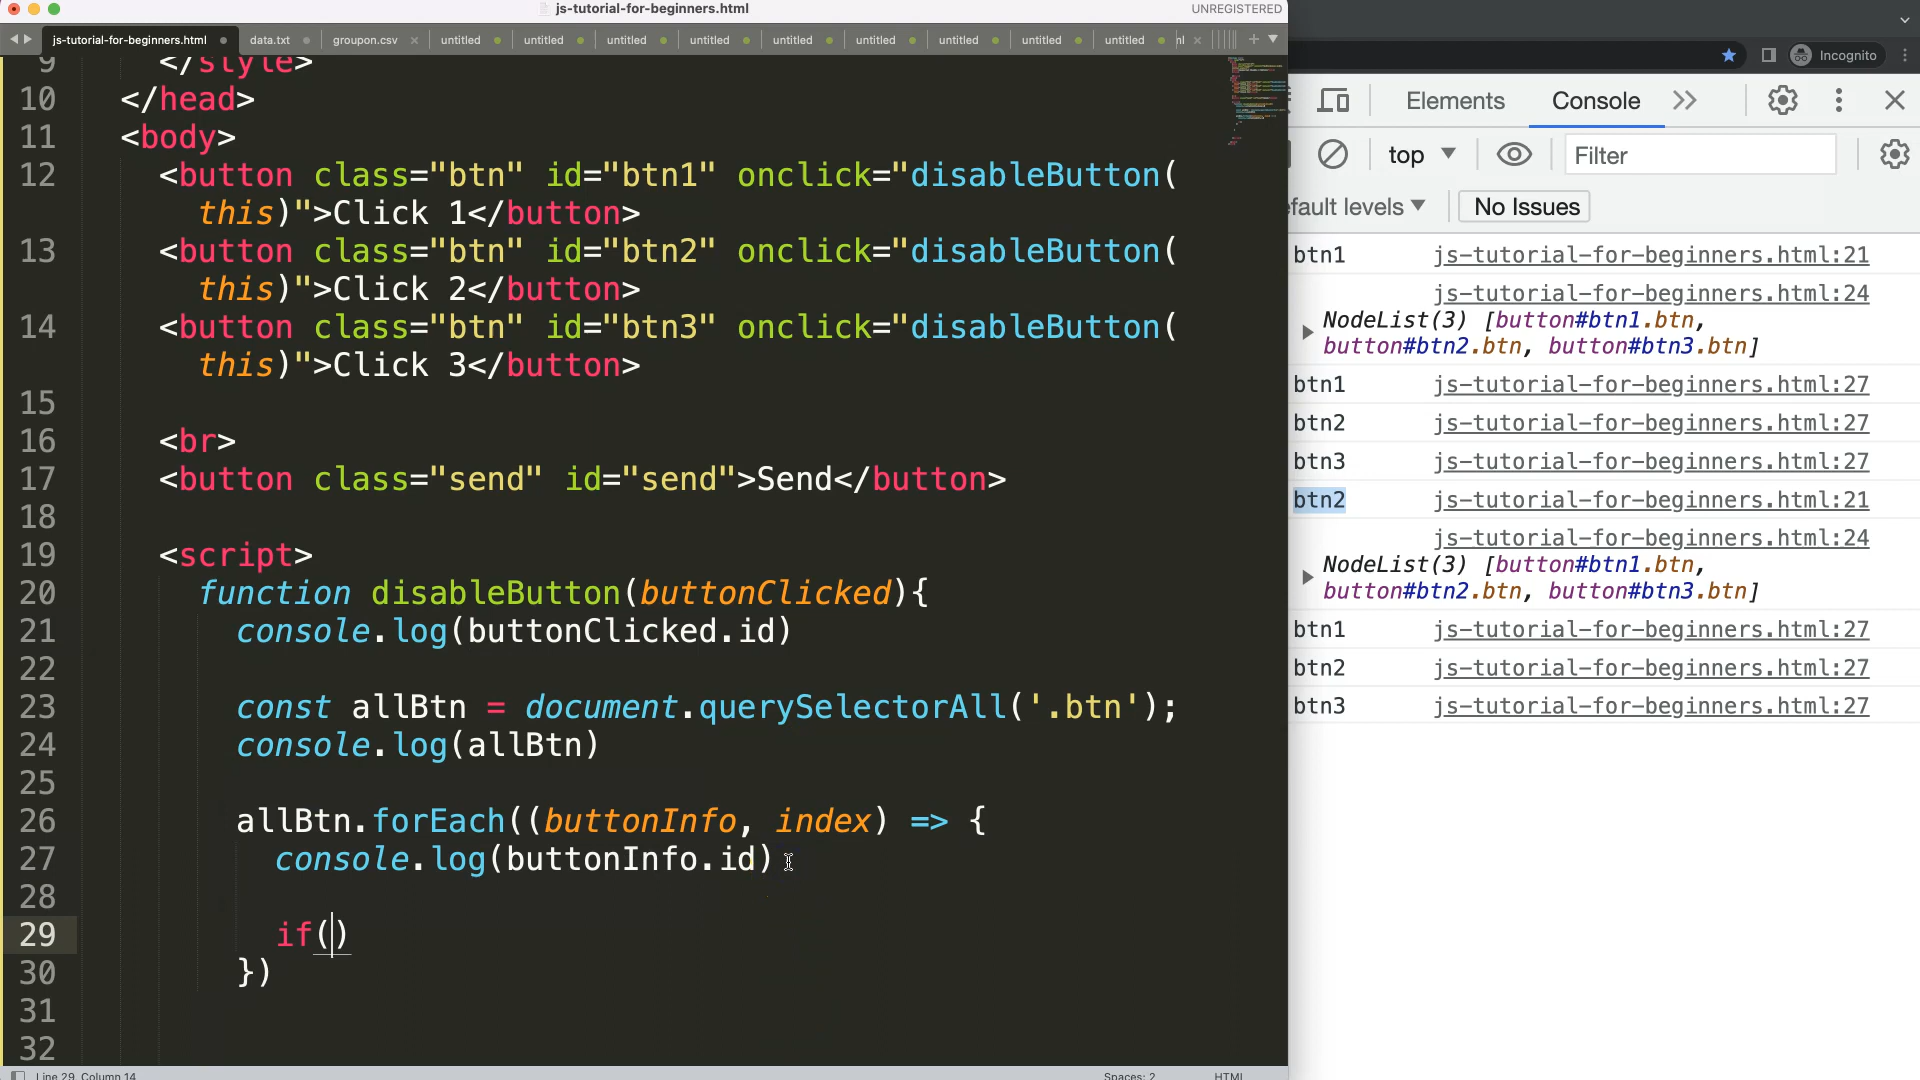 js-tutorial-for-beginners.html
UNREGISTERED
js-tutorial-for-beginners.html data.txt groupon.csv untitled untitled untitled untitled untitled untitled untitled untitled untitled
9 </style>
10 </head>
11 <body>
12 <button class="btn" id="btn1" onclick="disableButton(
this)">Click 1</button>
13 <button class="btn" id="btn2" onclick="disableButton(
this)">Click 2</button>
14 <button class="btn" id="btn3" onclick="disableButton(
this)">Click 3</button>
15
16 <br>
17 <button class="send" id="send">Send</button>
18
19 <script>
20 function disableButton(buttonClicked){
21 console.log(buttonClicked.id)
22
23 const allBtn = document.querySelectorAll('.btn');
24 console.log(allBtn)
25
26 allBtn.forEach((buttonInfo, index) => {
27 console.log(buttonInfo.id)
28
29 if()
30 })
31
32
Line 29, Column 14
Spaces: 2
HTML
Incognito
Elements Console
top Filter
efault levels No Issues
btn1 js-tutorial-for-beginners.html:21
js-tutorial-for-beginners.html:24
NodeList(3) [button#btn1.btn,
button#btn2.btn, button#btn3.btn]
btn1 js-tutorial-for-beginners.html:27
btn2 js-tutorial-for-beginners.html:27
btn3 js-tutorial-for-beginners.html:27
btn2 js-tutorial-for-beginners.html:21
js-tutorial-for-beginners.html:24
NodeList(3) [button#btn1.btn,
button#btn2.btn, button#btn3.btn]
btn1 js-tutorial-for-beginners.html:27
btn2 js-tutorial-for-beginners.html:27
btn3 js-tutorial-for-beginners.html:27